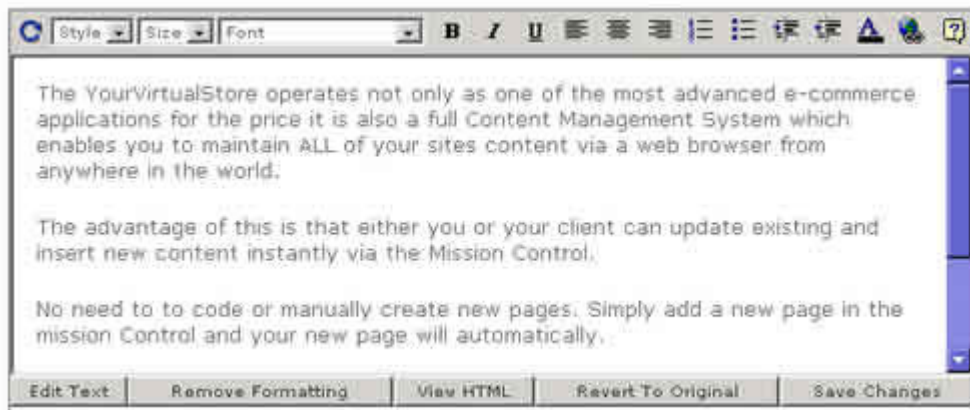 Style Size Font B I U A ?
The YourVirtualStore operates not only as one of the most advanced e-commerce
applications for the price it is also a full Content Management System which
enables you to maintain ALL of your sites content via a web browser from
anywhere in the world.
The advantage of this is that either you or your client can update existing and
insert new content instantly via the Mission Control.
No need to to code or manually create new pages. Simply add a new page in the
mission Control and your new page will automatically.
Edit Text Remove Formatting View HTML Revert To Original Save Changes